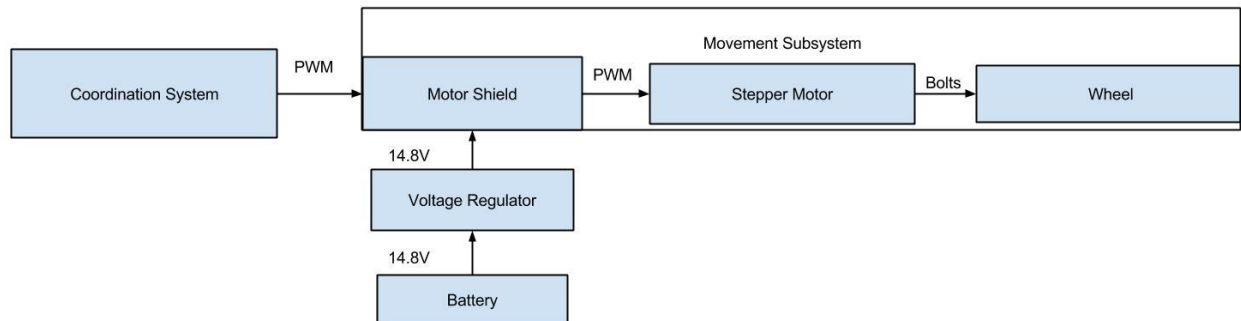 Movement Subsystem
Coordination System
PWM
Motor Shield
PWM
Stepper Motor
Bolts
Wheel
14.8V
Voltage Regulator
14.8V
Battery